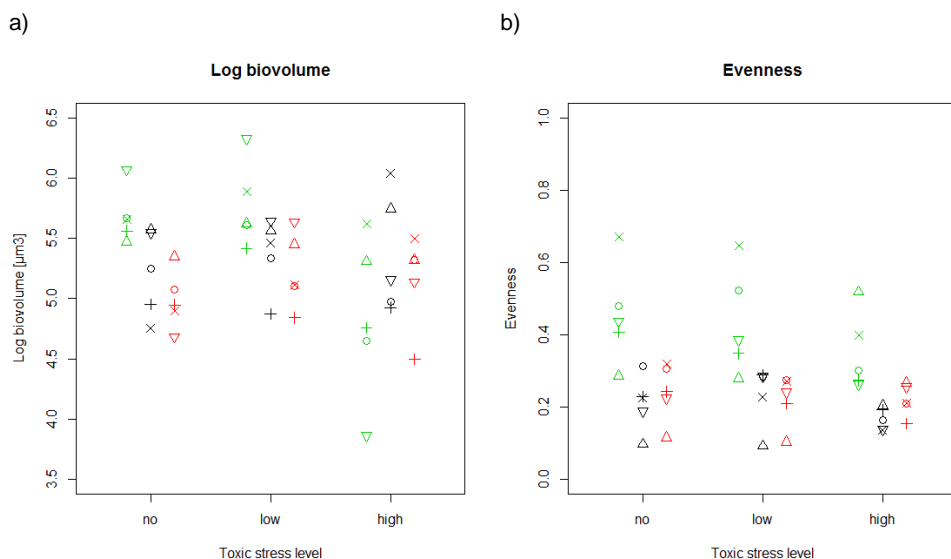 a)
Log biovolume
Log biovolume [µm3]
6.5
6.0
5.5
5.0
4.5
4.0
3.5
no low high
Toxic stress level
b)
Evenness
Evenness
1.0
0.8
0.6
0.4
0.2
0.0
no low high
Toxic stress level